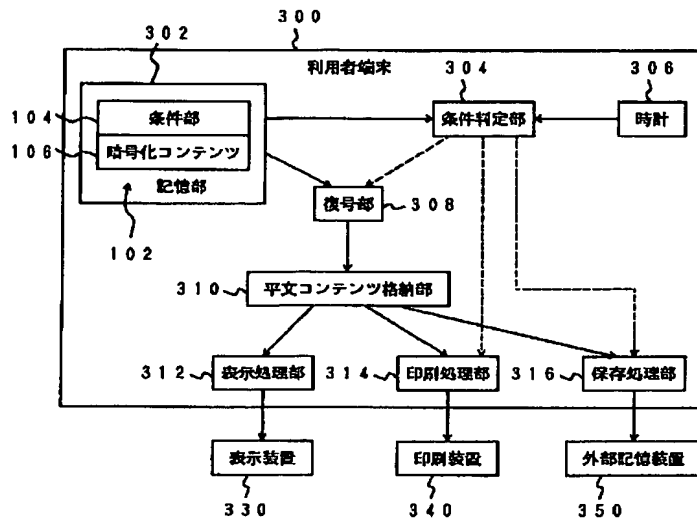 300
302
利用者端末
304
306
104
条件部
条件判定部
時計
106
暗号化コンテンツ
記憶部
復号部
308
102
310
平文コンテンツ格納部
312
表示処理部
314
印刷処理部
316
保存処理部
表示装置
印刷装置
外部記憶装置
330
340
350